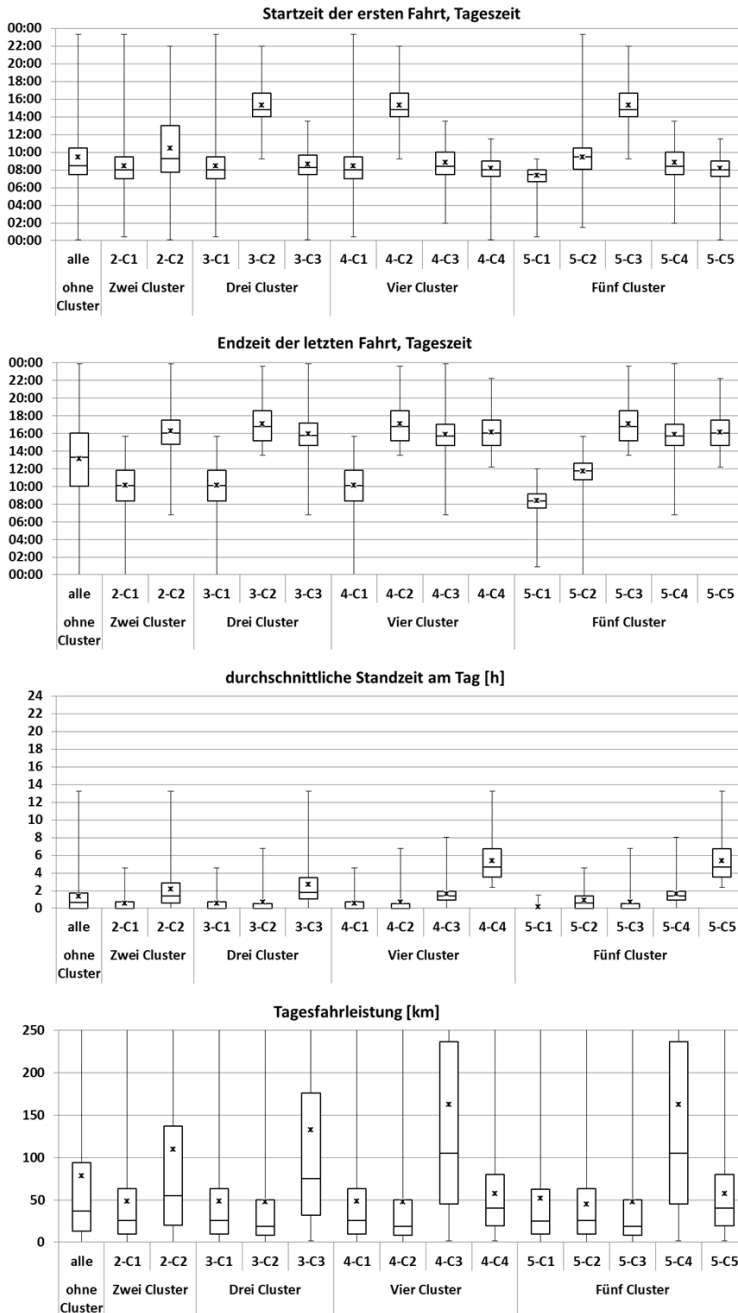 Startzeit der ersten Fahrt, Tageszeit
00:00
22:00
20:00
18:00
16:00
14:00
12:00
10:00
08:00
06:00
04:00
02:00
00:00
alle 2-C1 2-C2 3-C1 3-C2 3-C3 4-C1 4-C2 4-C3 4-C4 5-C1 5-C2 5-C3 5-C4 5-C5
ohne Zwei Cluster Drei Cluster Vier Cluster Fünf Cluster
Cluster
Endzeit der letzten Fahrt, Tageszeit
00:00
22:00
20:00
18:00
16:00
14:00
12:00
10:00
08:00
06:00
04:00
02:00
00:00
alle 2-C1 2-C2 3-C1 3-C2 3-C3 4-C1 4-C2 4-C3 4-C4 5-C1 5-C2 5-C3 5-C4 5-C5
ohne Zwei Cluster Drei Cluster Vier Cluster Fünf Cluster
Cluster
durchschnittliche Standzeit am Tag [h]
24
22
20
18
16
14
12
10
8
6
4
2
0
alle 2-C1 2-C2 3-C1 3-C2 3-C3 4-C1 4-C2 4-C3 4-C4 5-C1 5-C2 5-C3 5-C4 5-C5
ohne Zwei Cluster Drei Cluster Vier Cluster Fünf Cluster
Cluster
Tagesfahrleistung [km]
250
200
150
100
50
0
alle 2-C1 2-C2 3-C1 3-C2 3-C3 4-C1 4-C2 4-C3 4-C4 5-C1 5-C2 5-C3 5-C4 5-C5
ohne Zwei Cluster Drei Cluster Vier Cluster Fünf Cluster
Cluster